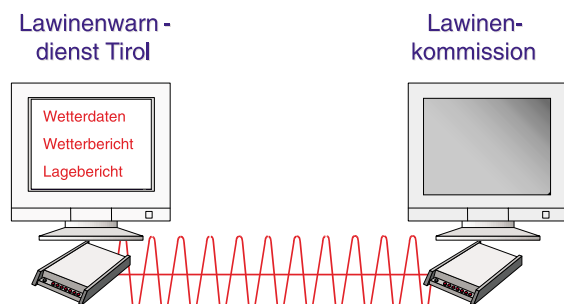 Lawinenwarn -
dienst Tirol
Lawinen-
kommission
Wetterdaten
Wetterbericht
Lagebericht